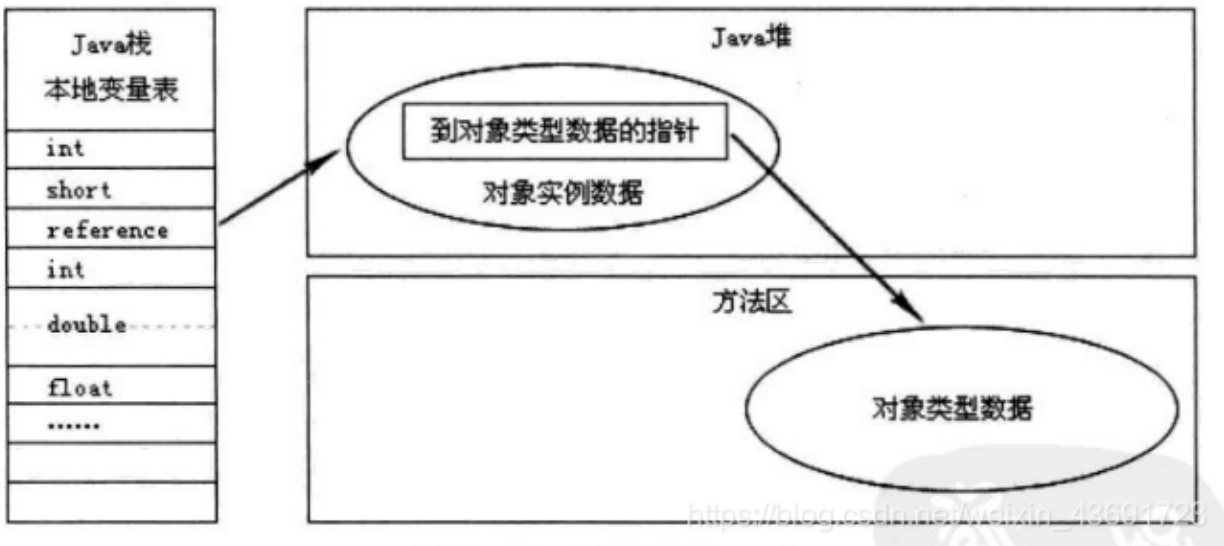 Java栈
本地变量表
int
short
reference
int
double
float
……
Java堆
到对象类型数据的指针
对象实例数据
方法区
对象类型数据
https://blog.csdn.net/weixin_43691723